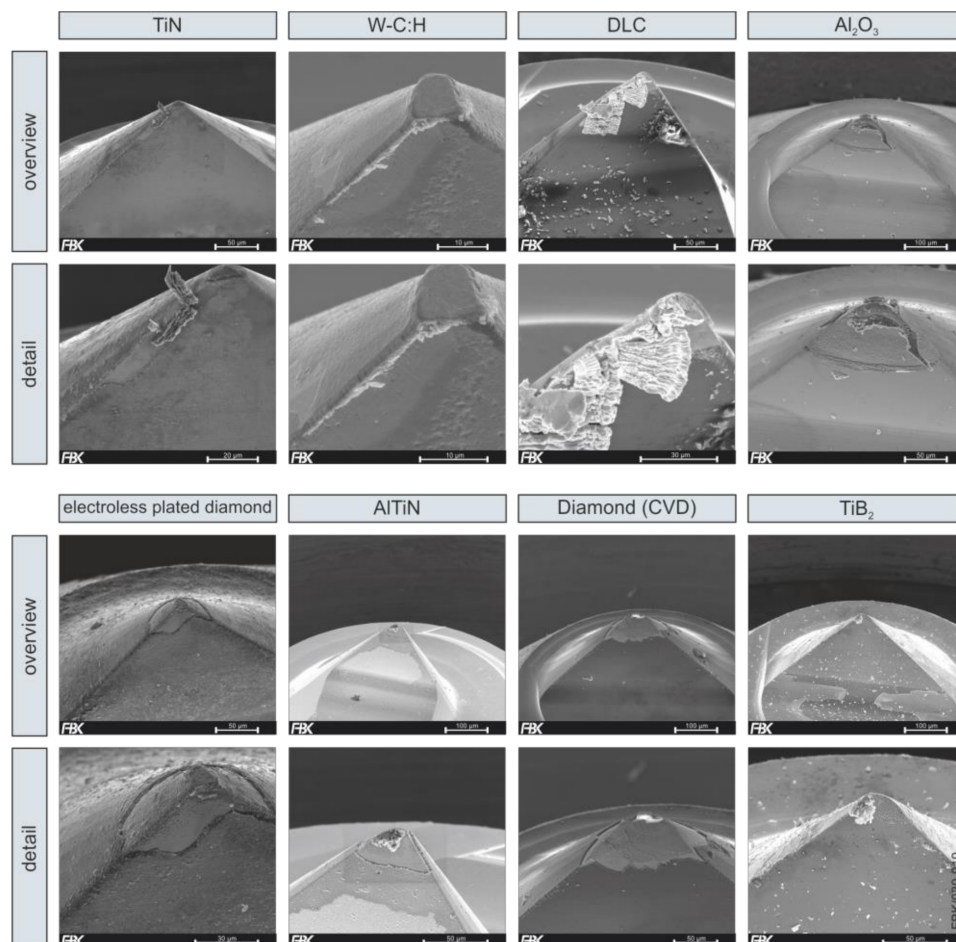 TiN W-C:H DLC Al₂O₃
overview
FBK 50 µm FBK 10 µm FBK 50 µm FBK 100 µm
detail
FBK 20 µm FBK 10 µm FBK 30 µm FBK 50 µm
electroless plated diamond AlTiN Diamond (CVD) TiB₂
overview
FBK 50 µm FBK 100 µm FBK 100 µm FBK 100 µm
detail
FBK 30 µm FBK 50 µm FBK 50 µm FBK 50 µm